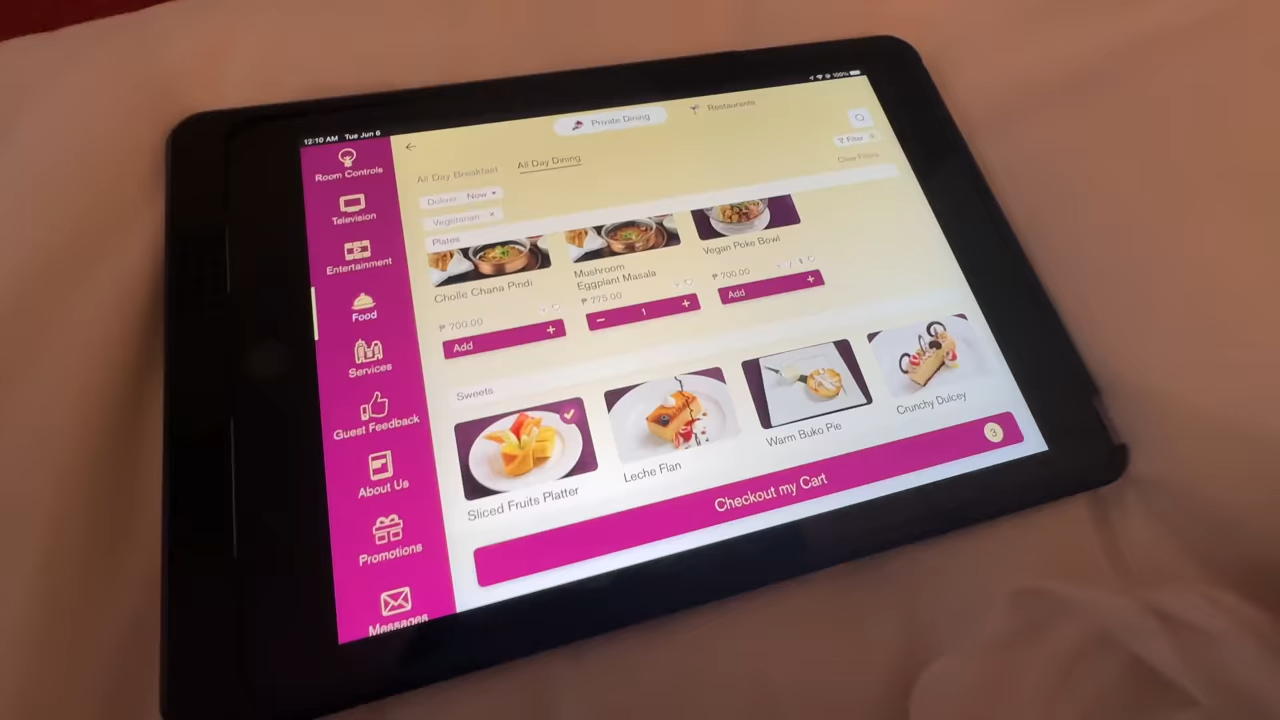 12:10 AM Tue Jun 6
100%
Room Controls
Television
Entertainment
Food
Services
Guest Feedback
About Us
Promotions
Messages
Private Dining
Restaurants
All Day Breakfast
All Day Dining
Filter
Clear Filters
Deliver Now
Vegetarian ×
Plates
Cholle Chana Pindi
₱ 700.00
Add +
Mushroom
Eggplant Masala
₱ 775.00
− 1 +
Vegan Poke Bowl
₱ 700.00
Add +
Sweets
Sliced Fruits Platter
Leche Flan
Warm Buko Pie
Crunchy Dulcey
Checkout my Cart
3